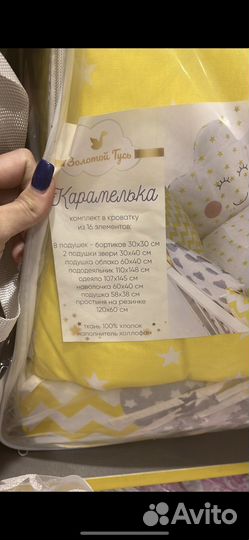 Золотой Гусь
Карамелька
комплект в кроватку
из 16 элементов:
8 подушек - бортиков 30х30 см
2 подушки звери 30х40 см
подушка облако 60х40 см
пододеяльник 110х148 см
одеяло 107х145 см
наволочка 60х40 см
подушка 58х38 см
простыня на резинке
120х60 см
* ткань 100% хлопок
наполнитель холлофан
Avito